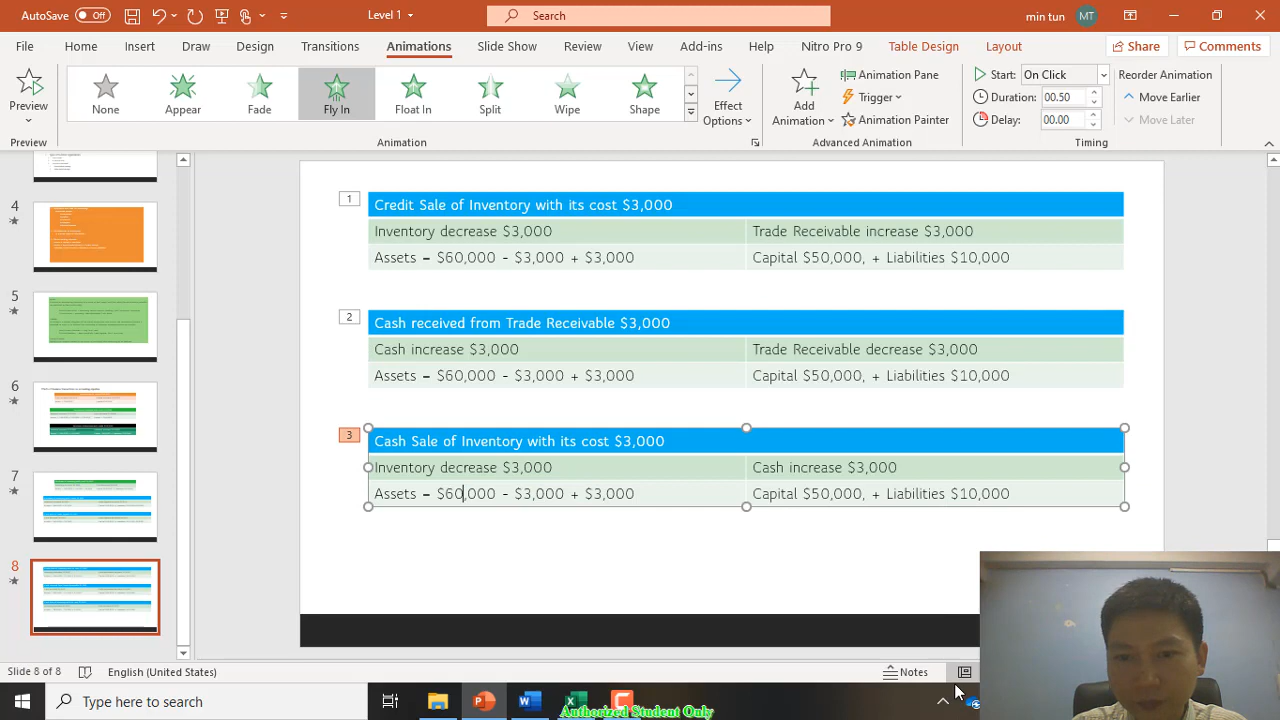 AutoSave Off Level 1 Search min tun MT
File Home Insert Draw Design Transitions Animations Slide Show Review View Add-ins Help Nitro Pro 9 Table Design Layout Share Comments
Preview None Appear Fade Fly In Float In Split Wipe Shape Effect Options Add Animation
Animation Pane
Trigger
Animation Painter
Start: On Click
Duration: 00.50
Delay: 00.00
Reorder Animation
Move Earlier
Move Later
Preview Animation Advanced Animation Timing
4
5
6
7
8
1
Credit Sale of Inventory with its cost $3,000
Inventory decrease $3,000 Trade Receivable increase $3,000
Assets = $60,000 - $3,000 + $3,000 Capital $50,000, + Liabilities $10,000
2
Cash received from Trade Receivable $3,000
Cash increase $3,000 Trade Receivable decrease $3,000
Assets = $60,000 - $3,000 + $3,000 Capital $50,000, + Liabilities $10,000
3
Cash Sale of Inventory with its cost $3,000
Inventory decrease $3,000 Cash increase $3,000
Assets = $60,000 - $3,000 + $3,000 Capital $50,000, + Liabilities $10,000
Slide 8 of 8 English (United States) Notes
Type here to search
Authorized Student Only